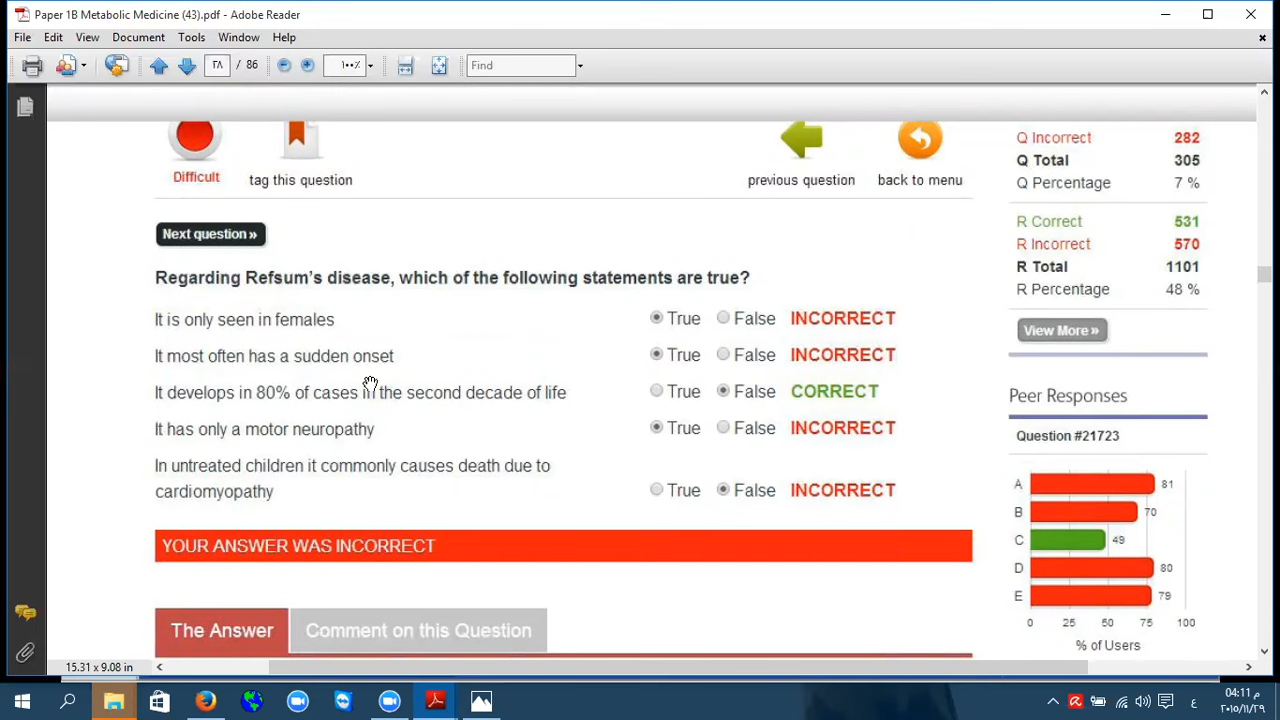 Paper 1B Metabolic Medicine (43).pdf - Adobe Reader
File Edit View Document Tools Window Help
٢٨ / 86 ١٠٠٪ Find
Difficult tag this question previous question back to menu
Q Incorrect 282
Q Total 305
Q Percentage 7 %
R Correct 531
R Incorrect 570
R Total 1101
R Percentage 48 %
View More »
Next question »
Regarding Refsum's disease, which of the following statements are true?
It is only seen in females True False INCORRECT
It most often has a sudden onset True False INCORRECT
It develops in 80% of cases in the second decade of life True False CORRECT
It has only a motor neuropathy True False INCORRECT
In untreated children it commonly causes death due to
cardiomyopathy True False INCORRECT
YOUR ANSWER WAS INCORRECT
The Answer Comment on this Question
Peer Responses
Question #21723
A 81
B 70
C 49
D 80
E 79
0 25 50 75 100
% of Users
15.31 x 9.08 in
ع
04:11 م
٢٠١٥/١١/٢٩